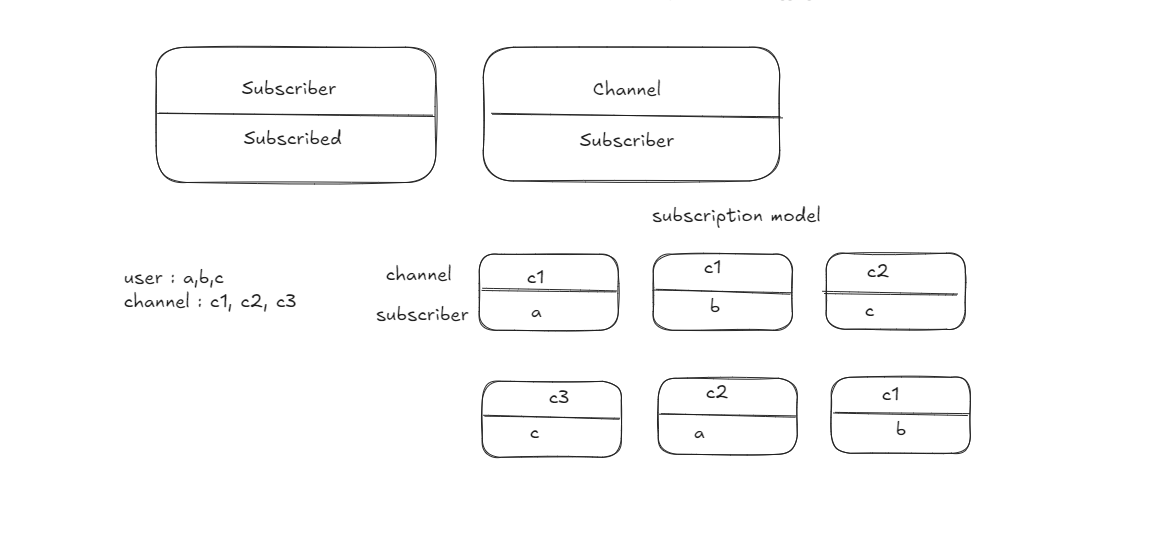 Subscriber
Subscribed
Channel
Subscriber
subscription model
user : a,b,c
channel : c1, c2, c3
channel
subscriber
c1
a
c1
b
c2
c
c3
c
c2
a
c1
b